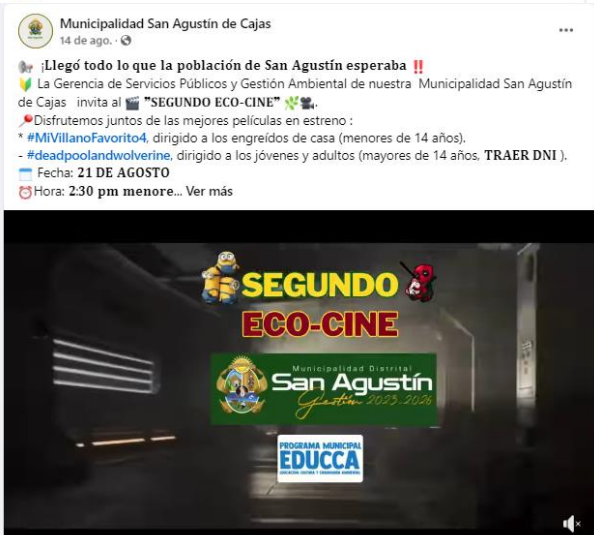 Municipalidad San Agustín de Cajas
14 de ago. ·
¡Llegó todo lo que la población de San Agustín esperaba ‼
La Gerencia de Servicios Públicos y Gestión Ambiental de nuestra Municipalidad San Agustín
de Cajas invita al 🎬 "SEGUNDO ECO-CINE" 🌿🎥.
📍Disfrutemos juntos de las mejores películas en estreno :
* #MiVillanoFavorito4, dirigido a los engreídos de casa (menores de 14 años).
- #deadpoolandwolverine, dirigido a los jóvenes y adultos (mayores de 14 años, TRAER DNI ).
🗓 Fecha: 21 DE AGOSTO
⏰Hora: 2:30 pm menore... Ver más
SEGUNDO
ECO-CINE
Municipalidad Distrital
San Agustín
Gestión 2023-2026
PROGRAMA MUNICIPAL
EDUCCA
EDUCACIÓN, CULTURA Y CIUDADANÍA AMBIENTAL